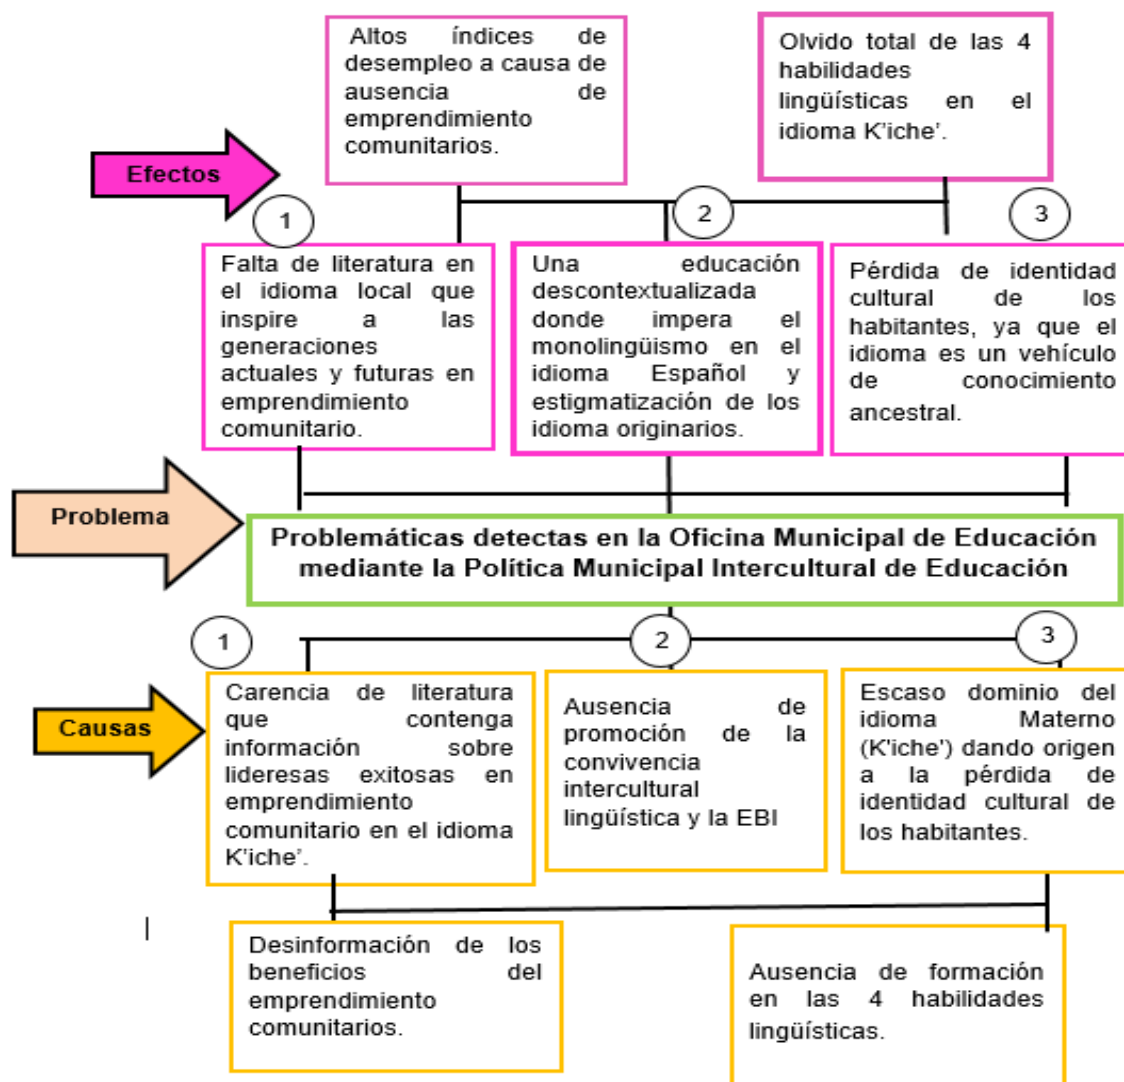 Altos índices de
desempleo a causa de
ausencia de
emprendimiento
comunitarios.
Olvido total de las 4
habilidades
lingüísticas en el
idioma K'iche'.
Efectos
1
2
3
Falta de literatura en
el idioma local que
inspire a las
generaciones
actuales y futuras en
emprendimiento
comunitario.
Una educación
descontextualizada
donde impera el
monolingüismo en el
idioma Español y
estigmatización de los
idioma originarios.
Pérdida de identidad
cultural de los
habitantes, ya que el
idioma es un vehículo
de conocimiento
ancestral.
Problema
Problemáticas detectas en la Oficina Municipal de Educación
mediante la Política Municipal Intercultural de Educación
1
2
3
Causas
Carencia de literatura
que contenga
información sobre
lideresas exitosas en
emprendimiento
comunitario en el idioma
K'iche'.
Ausencia de
promoción de la
convivencia
intercultural
lingüística y la EBI
Escaso dominio del
idioma Materno
(K'iche') dando origen
a la pérdida de
identidad cultural de
los habitantes.
Desinformación de los
beneficios del
emprendimiento
comunitarios.
Ausencia de formación
en las 4 habilidades
lingüísticas.